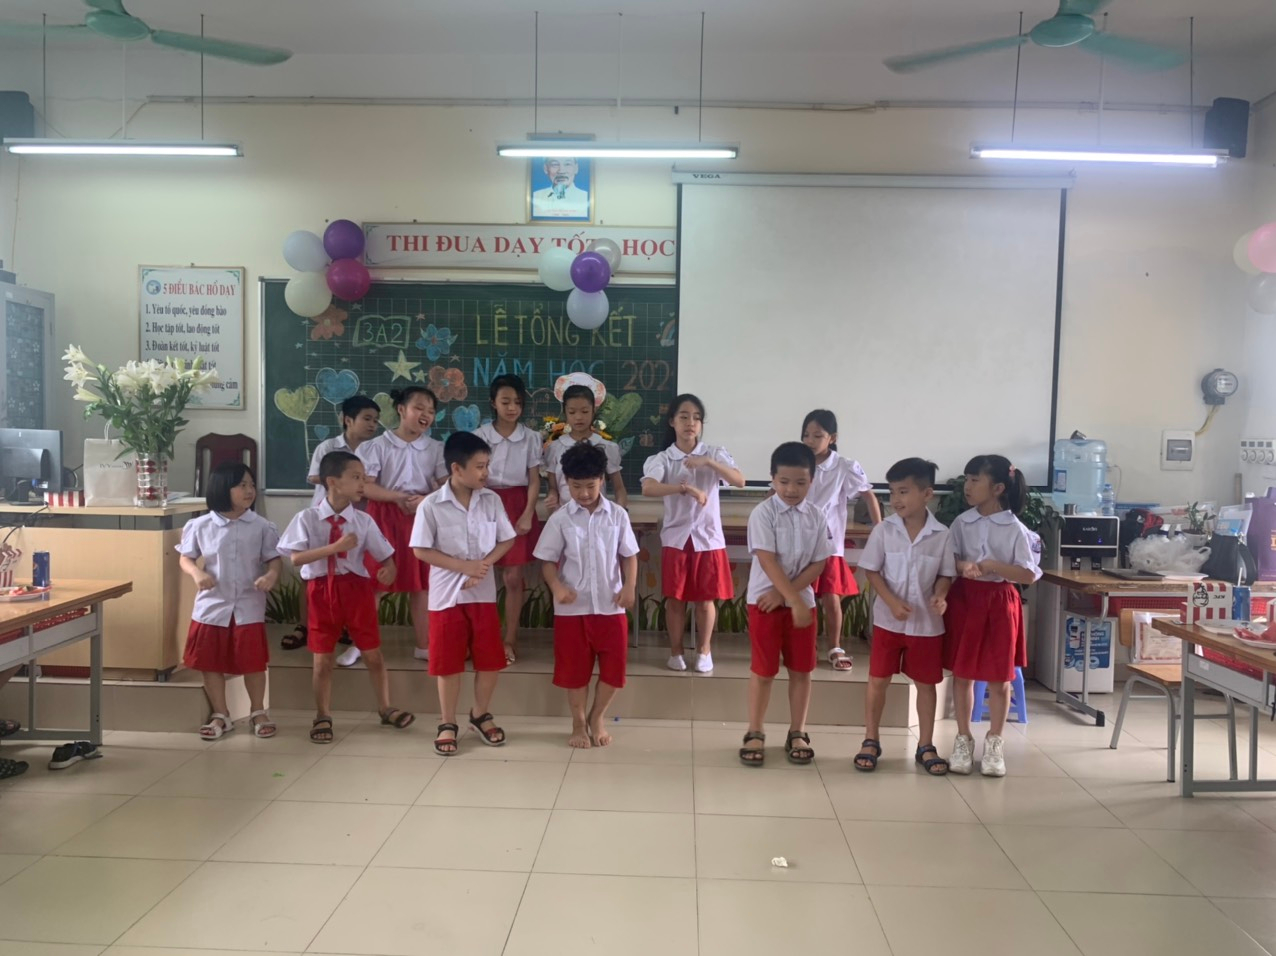 VEGA
THI ĐUA DẠY TỐT HỌC
5 ĐIỀU BÁC HỒ DẠY
1. Yêu tổ quốc, yêu đồng bào
2. Học tập tốt, lao động tốt
3. Đoàn kết tốt, kỷ luật tốt
tốt
3A2
LỄ TỔNG KẾT
NĂM HỌC 202